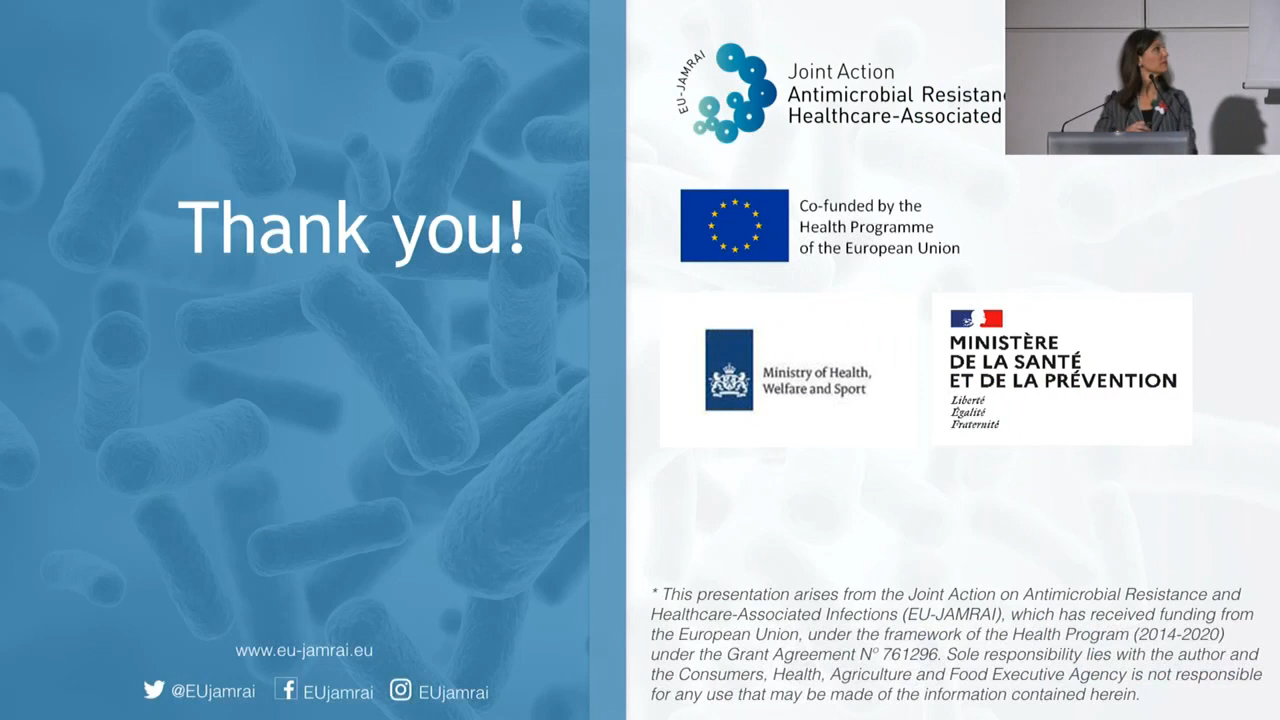 Thank you!
www.eu-jamrai.eu
@EUjamrai
EUjamrai
EUjamrai
EU-JAMRAI
Joint Action
Antimicrobial Resistan
Healthcare-Associated
Co-funded by the
Health Programme
of the European Union
Ministry of Health,
Welfare and Sport
MINISTÈRE
DE LA SANTÉ
ET DE LA PRÉVENTION
Liberté
Égalité
Fraternité
* This presentation arises from the Joint Action on Antimicrobial Resistance and
Healthcare-Associated Infections (EU-JAMRAI), which has received funding from
the European Union, under the framework of the Health Program (2014-2020)
under the Grant Agreement Nº 761296. Sole responsibility lies with the author and
the Consumers, Health, Agriculture and Food Executive Agency is not responsible
for any use that may be made of the information contained herein.